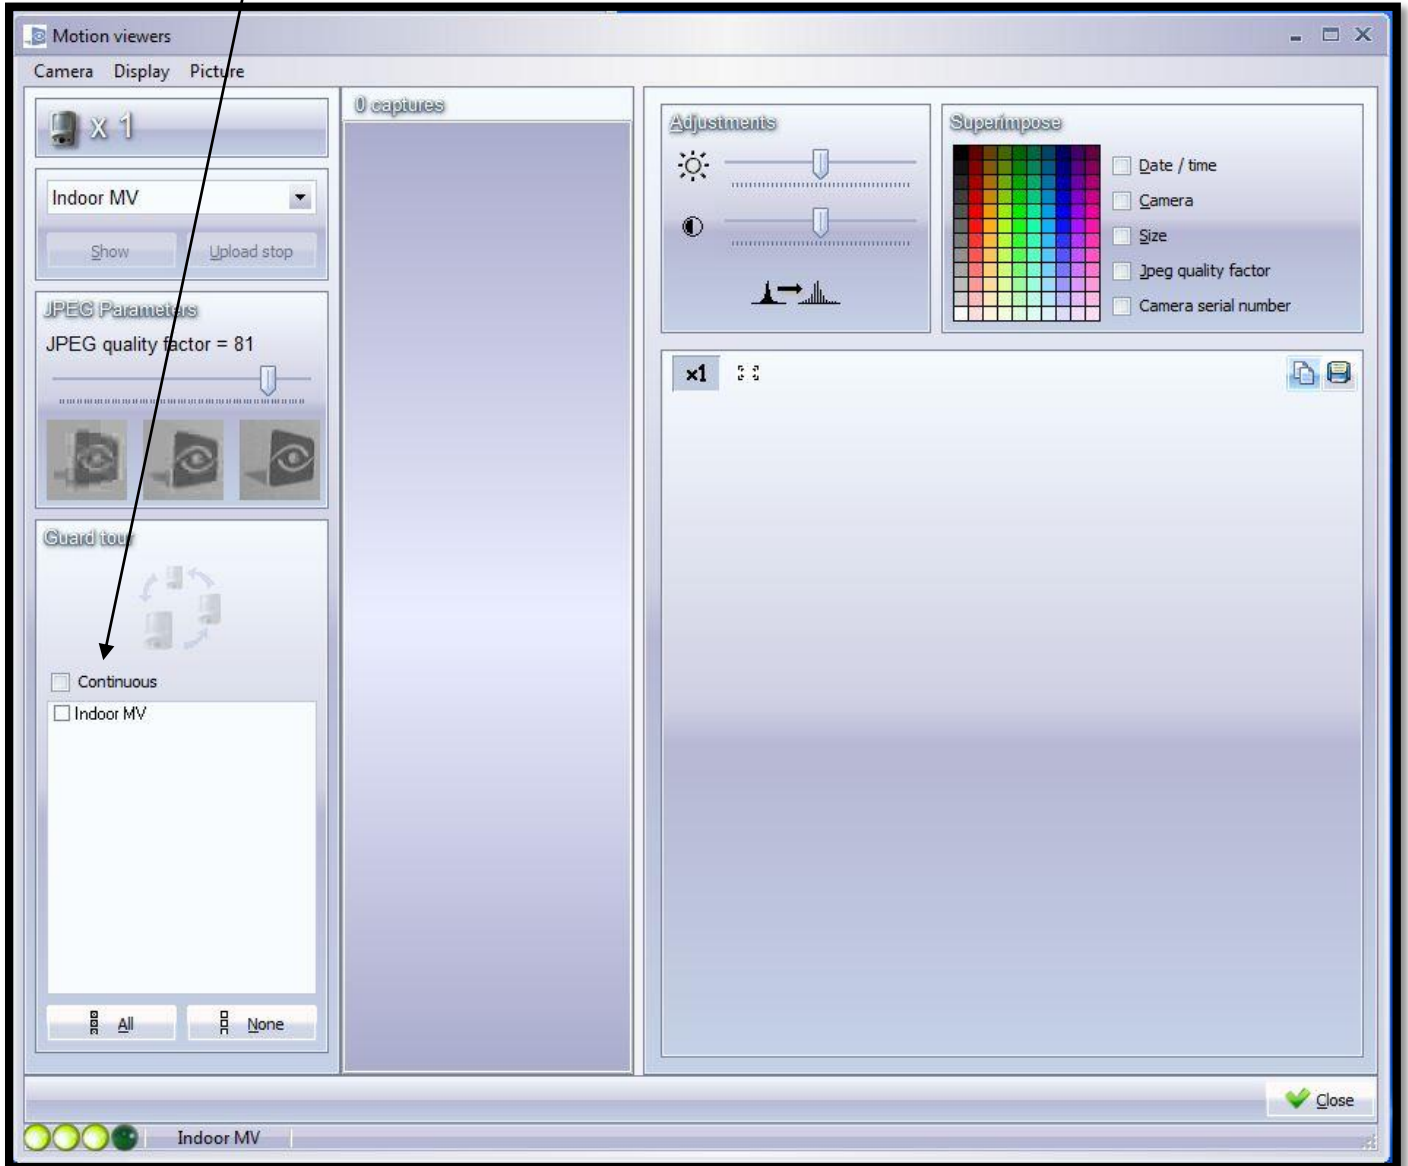 Motion viewers
Camera Display Picture
x 1
Indoor MV
Show Upload stop
JPEG Parameters
JPEG quality factor = 81
Guard tour
Continuous
Indoor MV
All None
0 captures
Adjustments
Superimpose
Date / time
Camera
Size
Jpeg quality factor
Camera serial number
x1
Close
Indoor MV